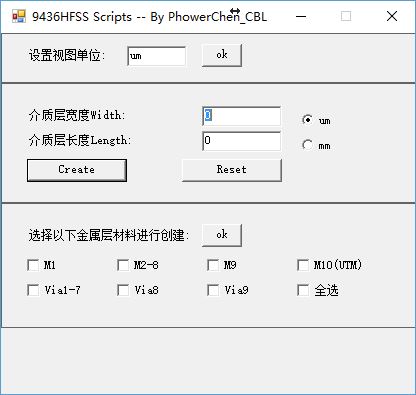 9436HFSS Scripts -- By PhowerChen_CBL
设置视图单位: um ok
介质层宽度Width: 0 um
介质层长度Length: 0 mm
Create Reset
选择以下金属层材料进行创建: ok
M1 M2-8 M9 M10(UTM)
Via1-7 Via8 Via9 全选